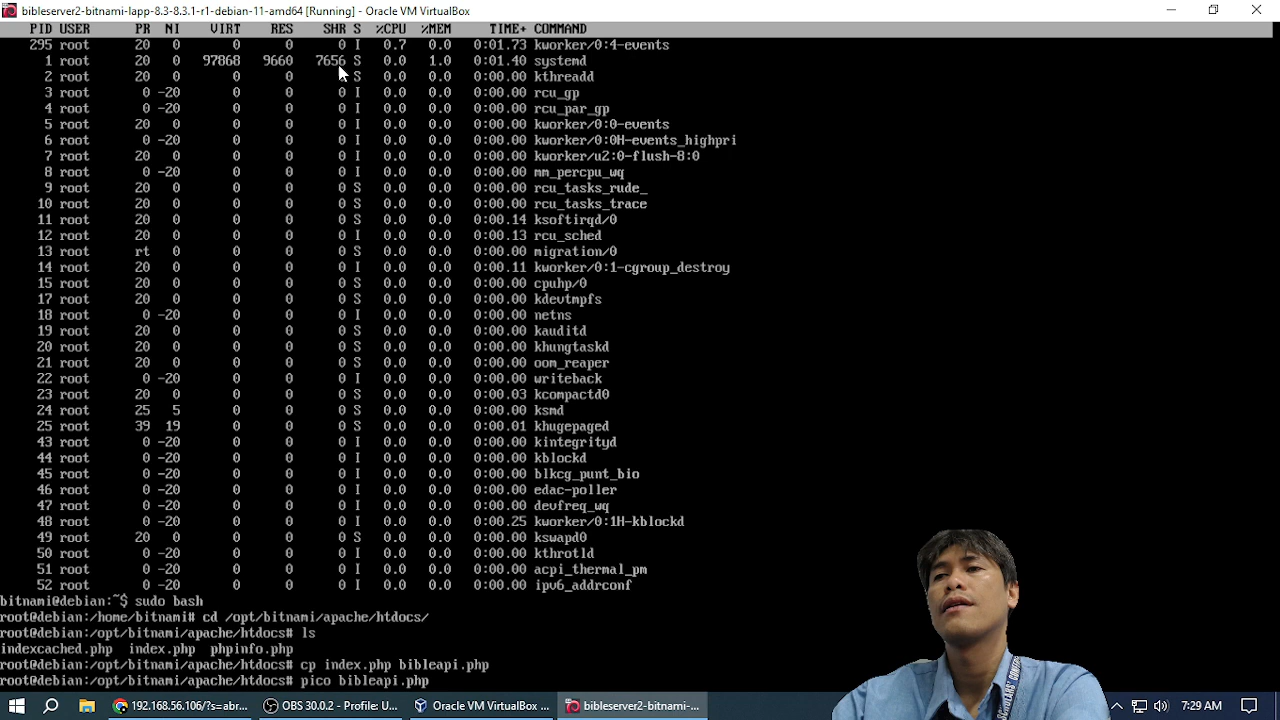 bibleserver2-bitnami-lapp-8.3-8.3.1-r1-debian-11-amd64 [Running] - Oracle VM VirtualBox
PID USER PR NI VIRT RES SHR S %CPU %MEM TIME+ COMMAND
295 root 20 0 0 0 0 I 0.7 0.0 0:01.73 kworker/0:4-events
1 root 20 0 97868 9660 7656 S 0.0 1.0 0:01.40 systemd
2 root 20 0 0 0 0 S 0.0 0.0 0:00.00 kthreadd
3 root 0 -20 0 0 0 I 0.0 0.0 0:00.00 rcu_gp
4 root 0 -20 0 0 0 I 0.0 0.0 0:00.00 rcu_par_gp
5 root 20 0 0 0 0 I 0.0 0.0 0:00.00 kworker/0:0-events
6 root 0 -20 0 0 0 I 0.0 0.0 0:00.00 kworker/0:0H-events_highpri
7 root 20 0 0 0 0 I 0.0 0.0 0:00.00 kworker/u2:0-flush-8:0
8 root 0 -20 0 0 0 I 0.0 0.0 0:00.00 mm_percpu_wq
9 root 20 0 0 0 0 S 0.0 0.0 0:00.00 rcu_tasks_rude_
10 root 20 0 0 0 0 S 0.0 0.0 0:00.00 rcu_tasks_trace
11 root 20 0 0 0 0 S 0.0 0.0 0:00.14 ksoftirqd/0
12 root 20 0 0 0 0 I 0.0 0.0 0:00.13 rcu_sched
13 root rt 0 0 0 0 S 0.0 0.0 0:00.00 migration/0
14 root 20 0 0 0 0 I 0.0 0.0 0:00.11 kworker/0:1-cgroup_destroy
15 root 20 0 0 0 0 S 0.0 0.0 0:00.00 cpuhp/0
17 root 20 0 0 0 0 S 0.0 0.0 0:00.00 kdevtmpfs
18 root 0 -20 0 0 0 I 0.0 0.0 0:00.00 netns
19 root 20 0 0 0 0 S 0.0 0.0 0:00.00 kauditd
20 root 20 0 0 0 0 S 0.0 0.0 0:00.00 khungtaskd
21 root 20 0 0 0 0 S 0.0 0.0 0:00.00 oom_reaper
22 root 0 -20 0 0 0 I 0.0 0.0 0:00.00 writeback
23 root 20 0 0 0 0 S 0.0 0.0 0:00.03 kcompactd0
24 root 25 5 0 0 0 S 0.0 0.0 0:00.00 ksmd
25 root 39 19 0 0 0 S 0.0 0.0 0:00.01 khugepaged
43 root 0 -20 0 0 0 I 0.0 0.0 0:00.00 kintegrityd
44 root 0 -20 0 0 0 I 0.0 0.0 0:00.00 kblockd
45 root 0 -20 0 0 0 I 0.0 0.0 0:00.00 blkcg_punt_bio
46 root 0 -20 0 0 0 I 0.0 0.0 0:00.00 edac-poller
47 root 0 -20 0 0 0 I 0.0 0.0 0:00.00 devfreq_wq
48 root 0 -20 0 0 0 I 0.0 0.0 0:00.25 kworker/0:1H-kblockd
49 root 20 0 0 0 0 S 0.0 0.0 0:00.00 kswapd0
50 root 0 -20 0 0 0 I 0.0 0.0 0:00.00 kthrotld
51 root 0 -20 0 0 0 I 0.0 0.0 0:00.00 acpi_thermal_pm
52 root 0 -20 0 0 0 I 0.0 0.0 0:00.00 ipv6_addrconf
bitnami@debian:~$ sudo bash
root@debian:/home/bitnami# cd /opt/bitnami/apache/htdocs/
root@debian:/opt/bitnami/apache/htdocs# ls
indexcached.php index.php phpinfo.php
root@debian:/opt/bitnami/apache/htdocs# cp index.php bibleapi.php
root@debian:/opt/bitnami/apache/htdocs# pico bibleapi.php
192.168.56.106/?s=abr... OBS 30.0.2 - Profile: U... Oracle VM VirtualBox ... bibleserver2-bitnami-... 7:29 AM